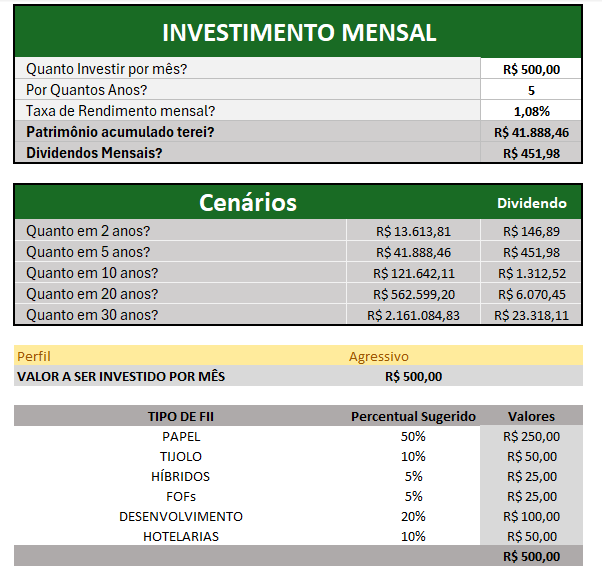 INVESTIMENTO MENSAL
Quanto Investir por mês? R$ 500,00
Por Quantos Anos? 5
Taxa de Rendimento mensal? 1,08%
Patrimônio acumulado terei? R$ 41.888,46
Dividendos Mensais? R$ 451,98
Cenários Dividendo
Quanto em 2 anos? R$ 13.613,81 R$ 146,89
Quanto em 5 anos? R$ 41.888,46 R$ 451,98
Quanto em 10 anos? R$ 121.642,11 R$ 1.312,52
Quanto em 20 anos? R$ 562.599,20 R$ 6.070,45
Quanto em 30 anos? R$ 2.161.084,83 R$ 23.318,11
Perfil Agressivo
VALOR A SER INVESTIDO POR MÊS R$ 500,00
TIPO DE FII Percentual Sugerido Valores
PAPEL 50% R$ 250,00
TIJOLO 10% R$ 50,00
HÍBRIDOS 5% R$ 25,00
FOFs 5% R$ 25,00
DESENVOLVIMENTO 20% R$ 100,00
HOTELARIAS 10% R$ 50,00
R$ 500,00